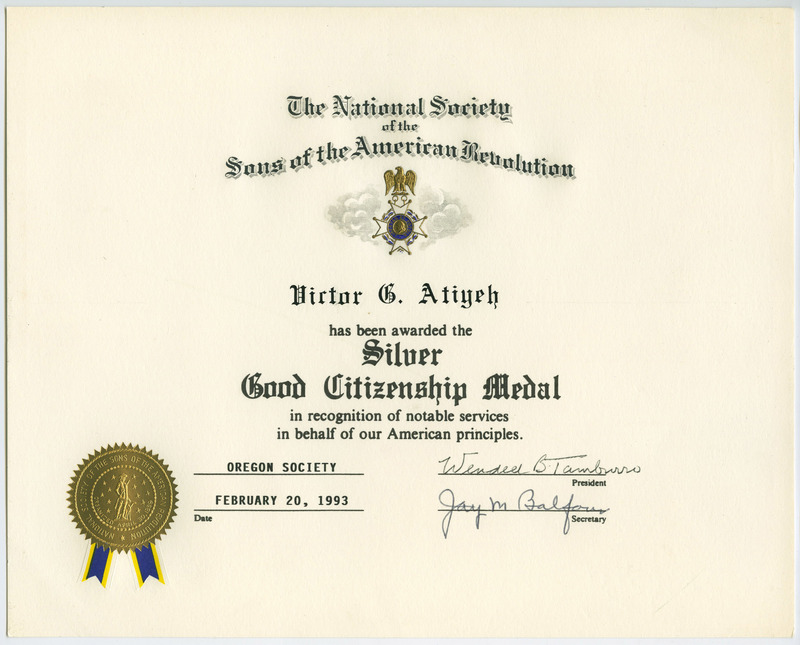 The National Society
of the
Sons of the American Revolution
Victor G. Atiyeh
has been awarded the
Silver
Good Citizenship Medal
in recognition of notable services
in behalf of our American principles.
OREGON SOCIETY
Wendell B. Tamburro
President
FEBRUARY 20, 1993
Jay M Balfour
Date
Secretary